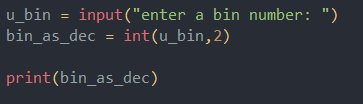 u_bin = input("enter a bin number: ")
bin_as_dec = int(u_bin,2)
print(bin_as_dec)